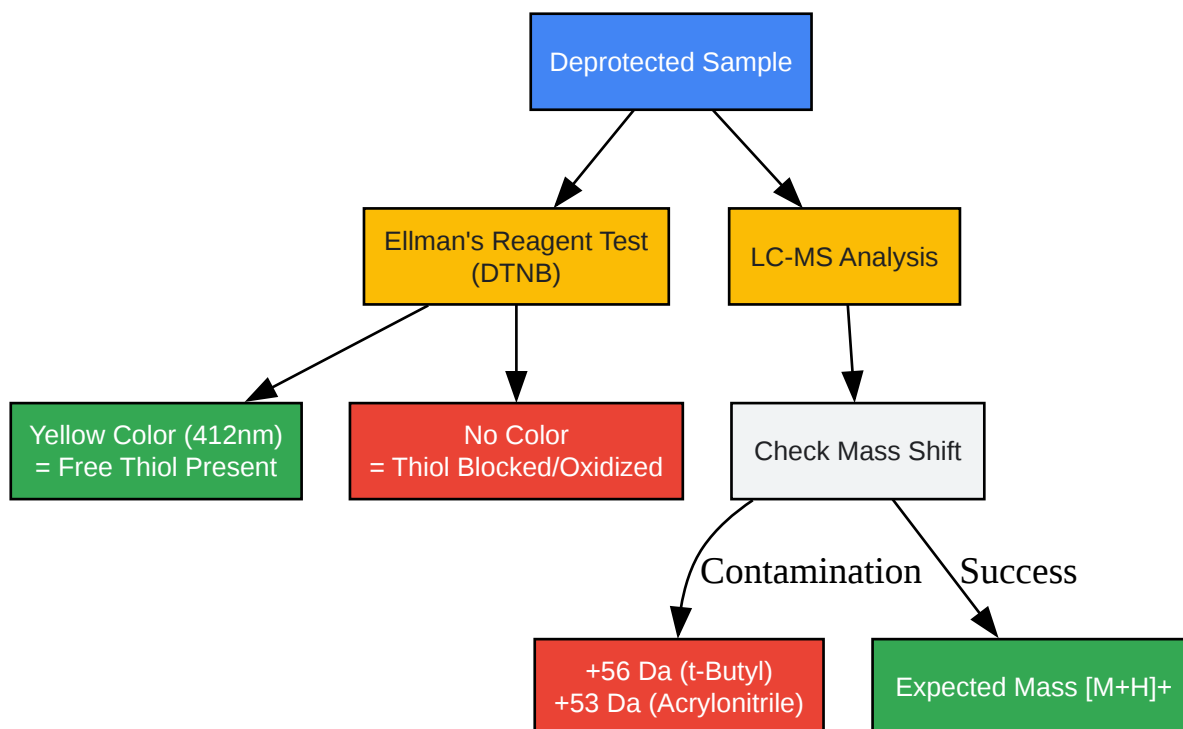 Deprotected Sample
Ellman's Reagent Test
(DTNB)
LC-MS Analysis
Yellow Color (412nm)
= Free Thiol Present
No Color
= Thiol Blocked/Oxidized
Check Mass Shift
Contamination
Success
+56 Da (t-Butyl)
+53 Da (Acrylonitrile)
Expected Mass [M+H]+